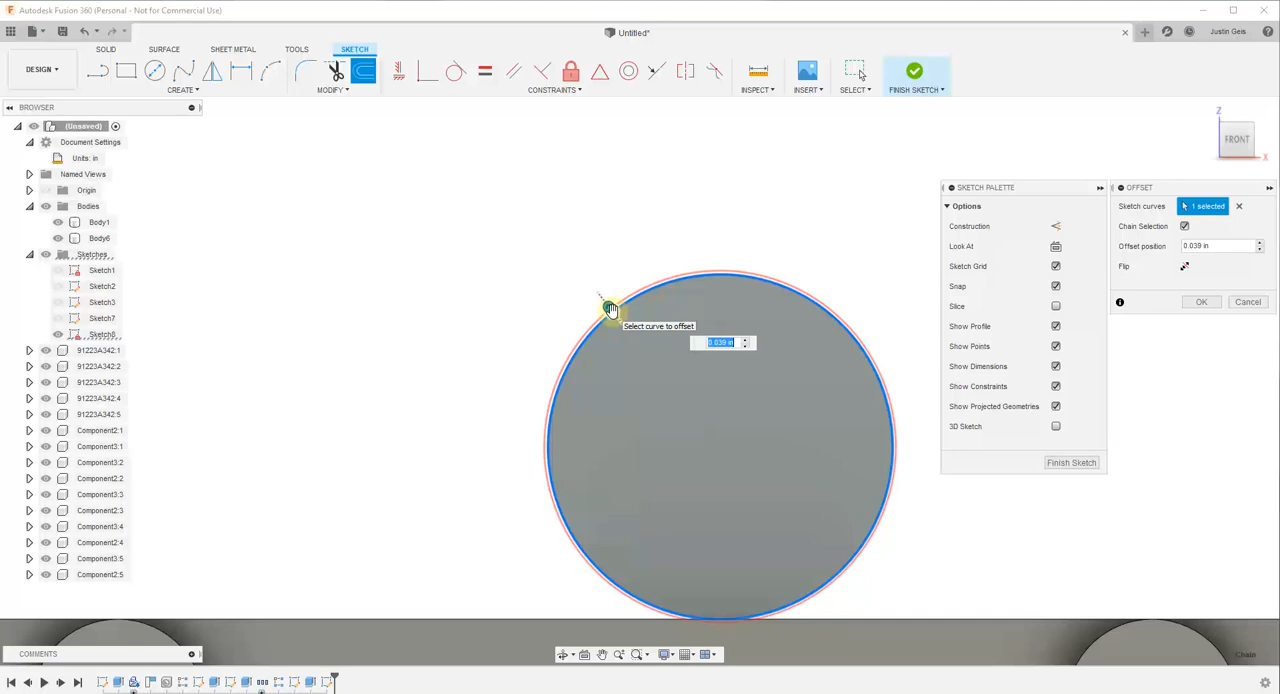 Autodesk Fusion 360 (Personal - Not for Commercial Use)
Untitled*
Justin Geis
SOLID SURFACE SHEET METAL TOOLS SKETCH
DESIGN
CREATE MODIFY CONSTRAINTS INSPECT INSERT SELECT FINISH SKETCH
BROWSER
(Unsaved)
Document Settings
Units: in
Named Views
Origin
Bodies
Body1
Body6
Sketches
Sketch1
Sketch2
Sketch3
Sketch7
Sketch8
91223A342:1
91223A342:2
91223A342:3
91223A342:4
91223A342:5
Component2:1
Component3:1
Component3:2
Component2:2
Component3:3
Component2:3
Component3:4
Component2:4
Component3:5
Component2:5
Select curve to offset
0.039 in
Z
FRONT
X
SKETCH PALETTE
Options
Construction
Look At
Sketch Grid
Snap
Slice
Show Profile
Show Points
Show Dimensions
Show Constraints
Show Projected Geometries
3D Sketch
Finish Sketch
OFFSET
Sketch curves 1 selected
Chain Selection
Offset position 0.039 in
Flip
OK Cancel
COMMENTS
Chain